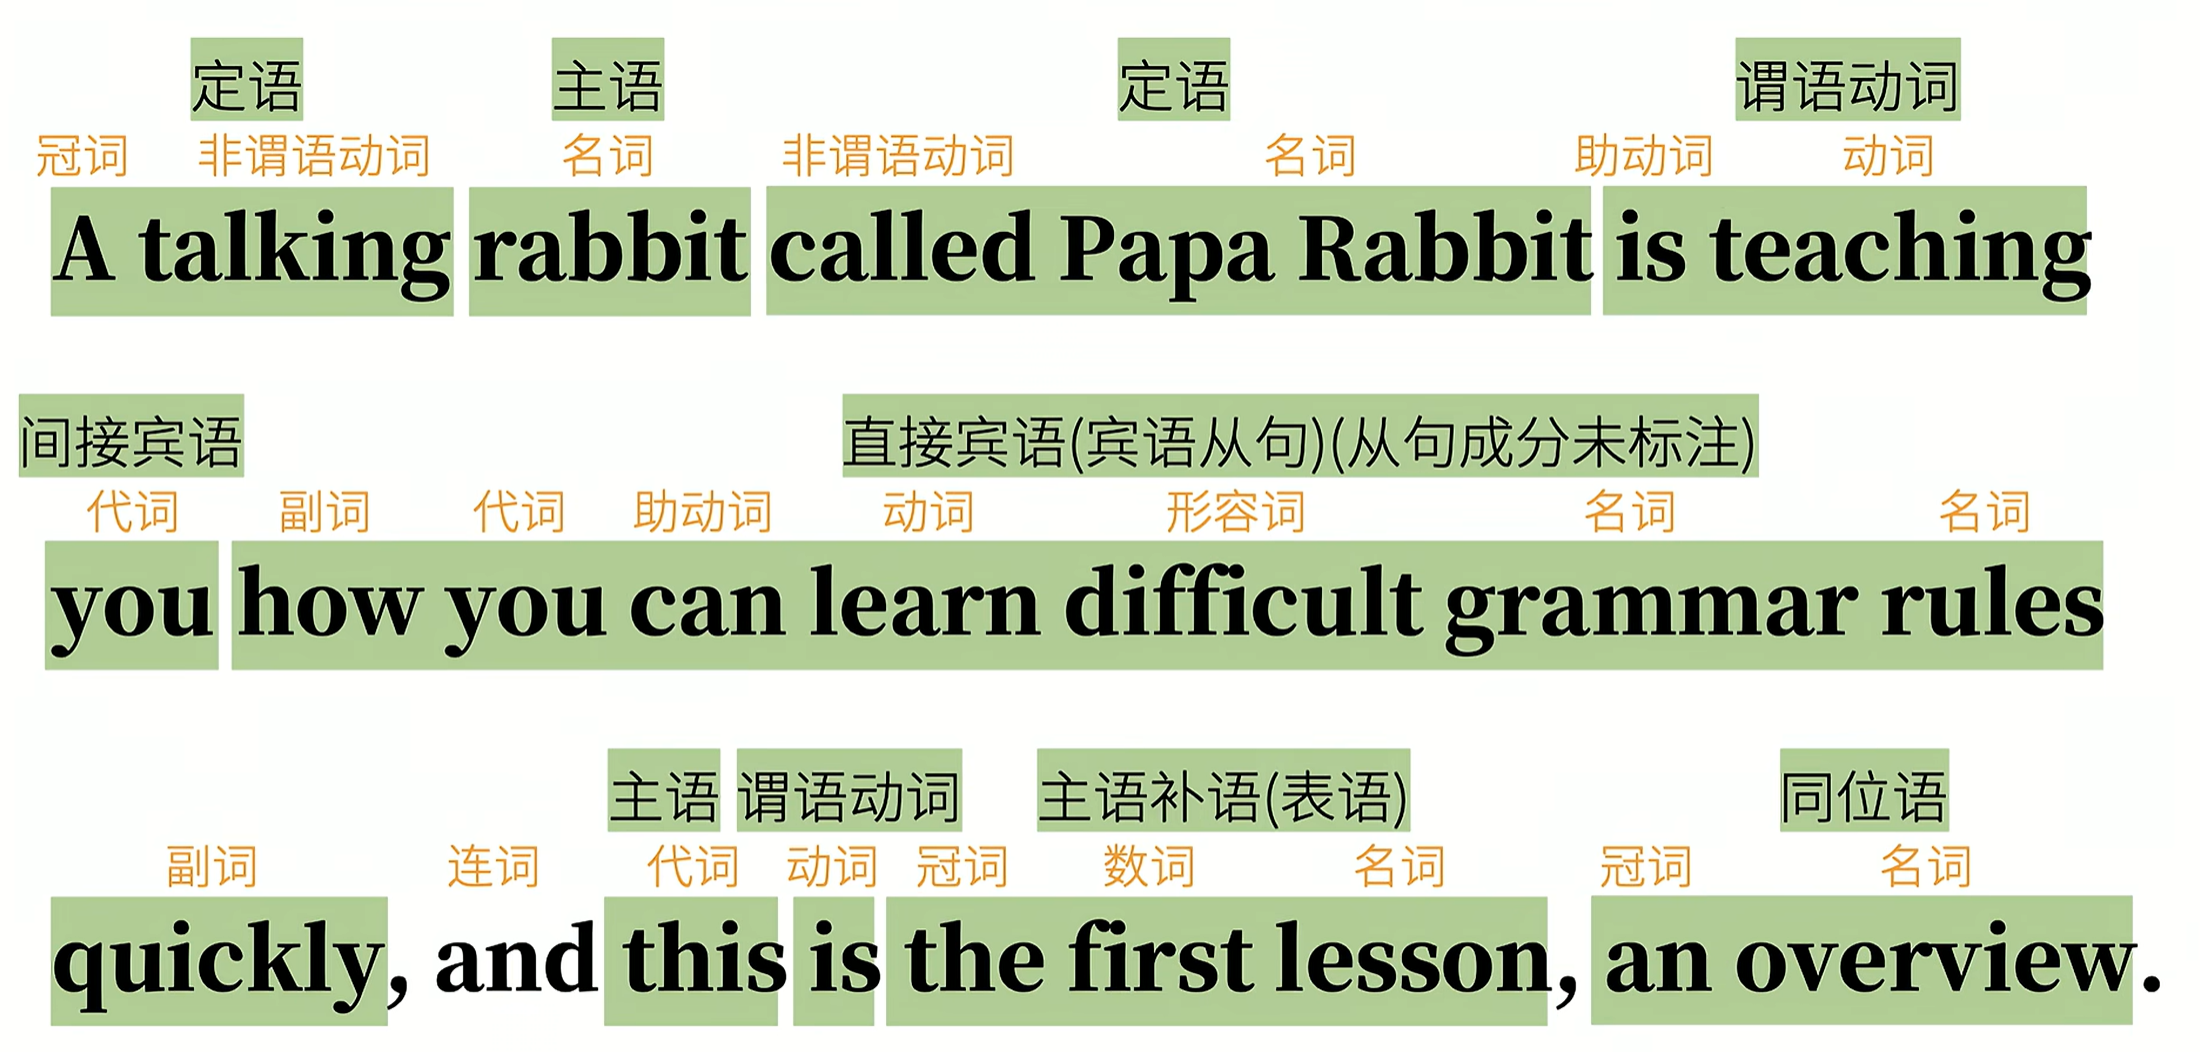 定语 主语 定语 谓语动词
冠词 非谓语动词 名词 非谓语动词 名词 助动词 动词
A talking rabbit called Papa Rabbit is teaching
间接宾语 直接宾语(宾语从句)(从句成分未标注)
代词 副词 代词 助动词 动词 形容词 名词 名词
you how you can learn difficult grammar rules
主语 谓语动词 主语补语(表语) 同位语
副词 连词 代词 动词 冠词 数词 名词 冠词 名词
quickly, and this is the first lesson, an overview.